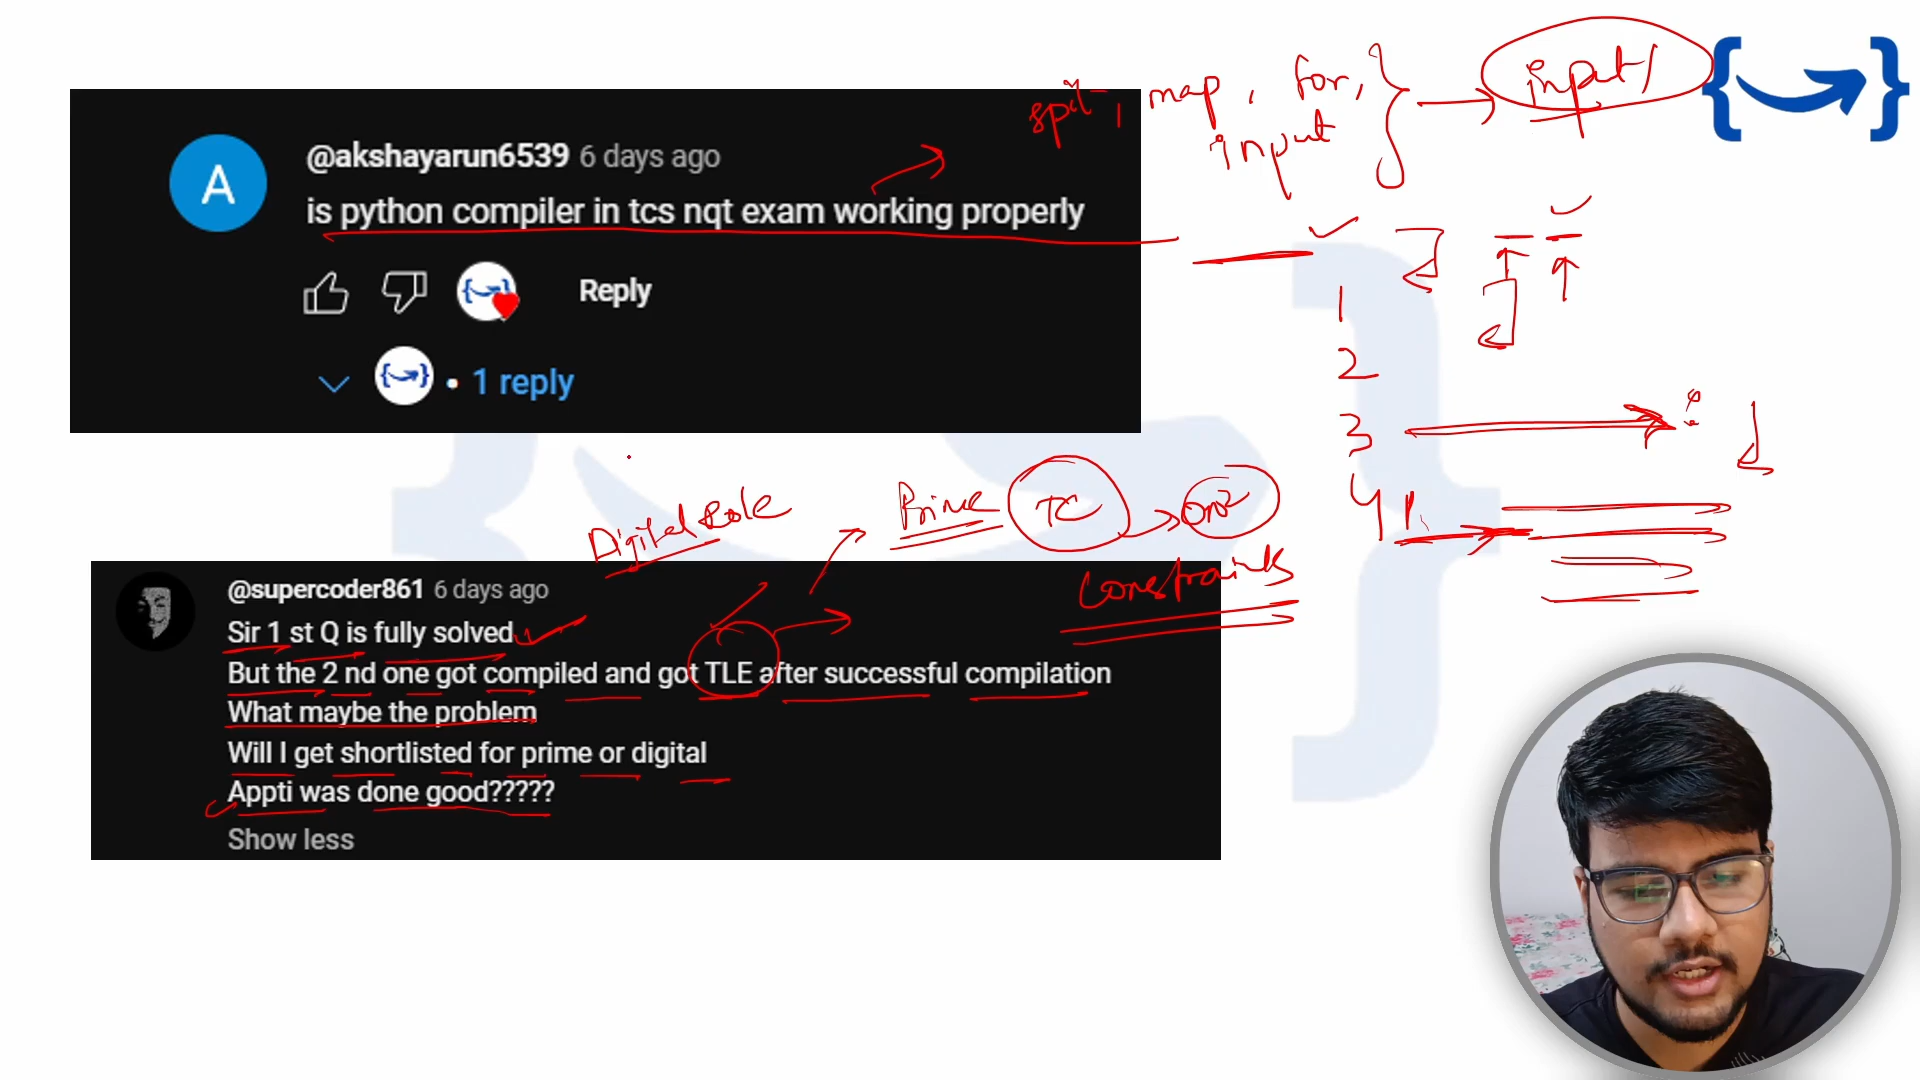 split, map, for,
input
input
@akshayarun6539 6 days ago
is python compiler in tcs nqt exam working properly
Reply
1 reply
1
2
3
4
Digital Role
Prime
TC
Constraints
@supercoder861 6 days ago
Sir 1 st Q is fully solved
But the 2 nd one got compiled and got TLE after successful compilation
What maybe the problem
Will I get shortlisted for prime or digital
Appti was done good?????
Show less